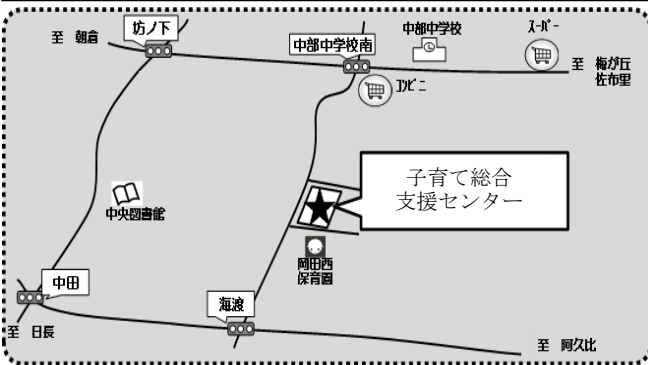 至 朝倉
坊ノ下
中部中学校南
中部中学校
スーパー
至 梅が丘
佐布里
コンビニ
子育て総合
支援センター
中央図書館
岡田西
保育園
中田
海渡
至 日長
至 阿久比